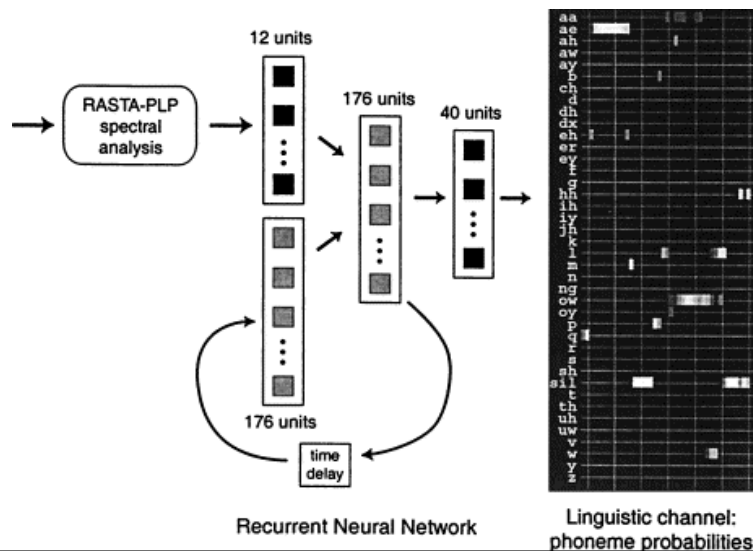 12 units
RASTA-PLP
spectral
analysis
176 units
40 units
176 units
time
delay
Recurrent Neural Network
aa
ae
ah
aw
ay
b
ch
d
dh
dx
eh
er
ey
f
g
hh
ih
iy
jh
k
l
m
n
ng
ow
oy
p
q
r
s
sh
sil
t
th
uh
uw
v
w
y
z
Linguistic channel:
phoneme probabilities